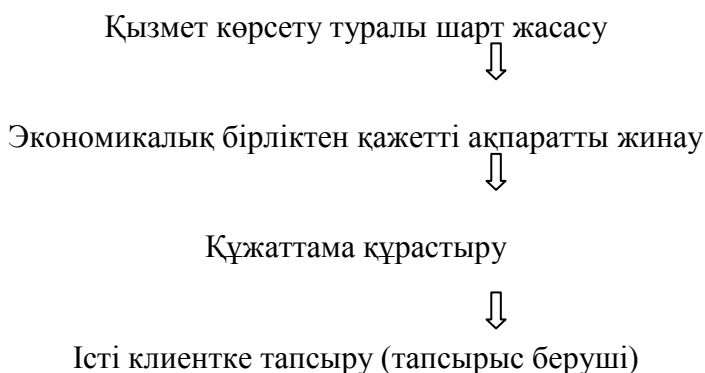 Қызмет көрсету туралы шарт жасасу
Экономикалық бірліктен қажетті ақпаратты жинау
Құжаттама құрастыру
Істі клиентке тапсыру (тапсырыс беруші)